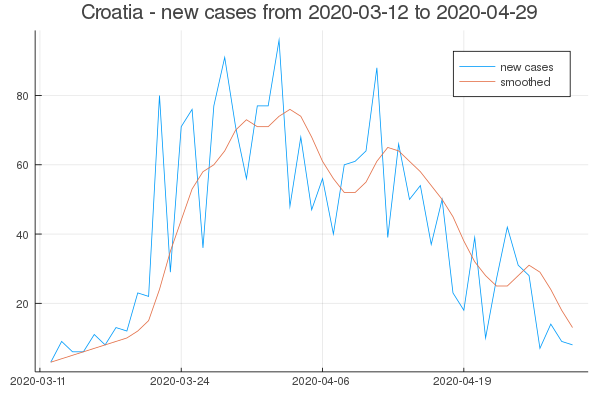 Croatia - new cases from 2020-03-12 to 2020-04-29
new cases
smoothed
80
60
40
20
2020-03-11 2020-03-24 2020-04-06 2020-04-19